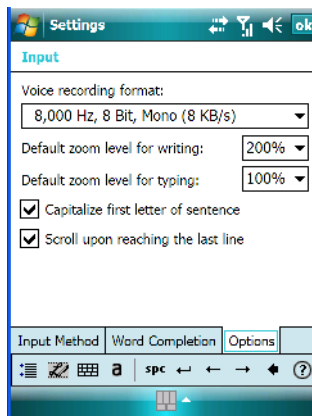 Settings
ok
Input
Voice recording format:
8,000 Hz, 8 Bit, Mono (8 KB/s)
Default zoom level for writing:
200%
Default zoom level for typing:
100%
Capitalize first letter of sentence
Scroll upon reaching the last line
Input Method Word Completion Options
a spc ?